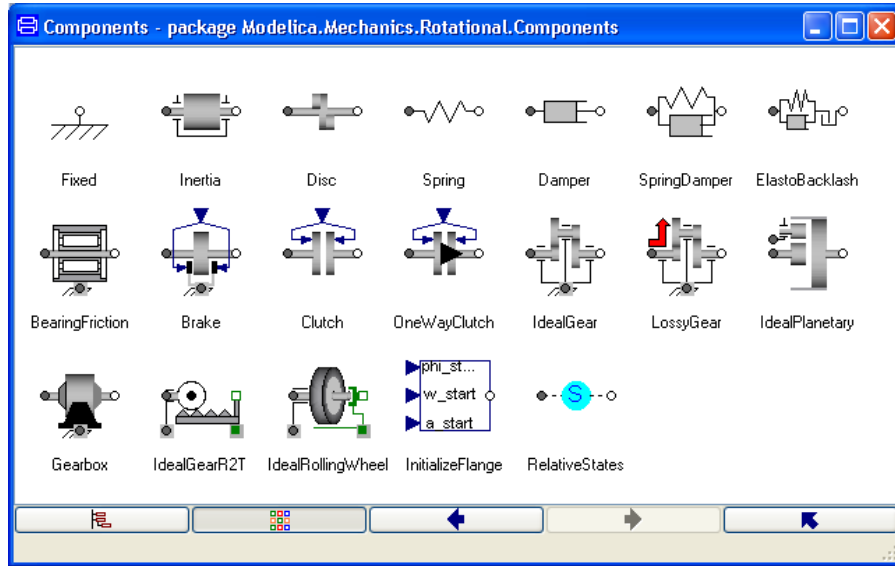 Components - package Modelica.Mechanics.Rotational.Components
Fixed Inertia Disc Spring Damper SpringDamper ElastoBacklash
BearingFriction Brake Clutch OneWayClutch IdealGear LossyGear IdealPlanetary
phi_st...
w_start
a_start
S
Gearbox IdealGearR2T IdealRollingWheel InitializeFlange RelativeStates